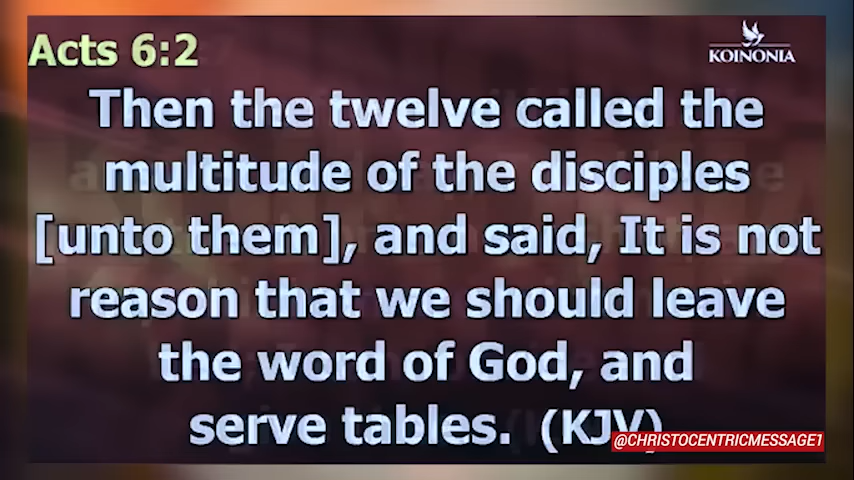 Acts 6:2
KOINONIA
Then the twelve called the
multitude of the disciples
[unto them], and said, It is not
reason that we should leave
the word of God, and
serve tables. (KJV)
@CHRISTOCENTRICMESSAGE1